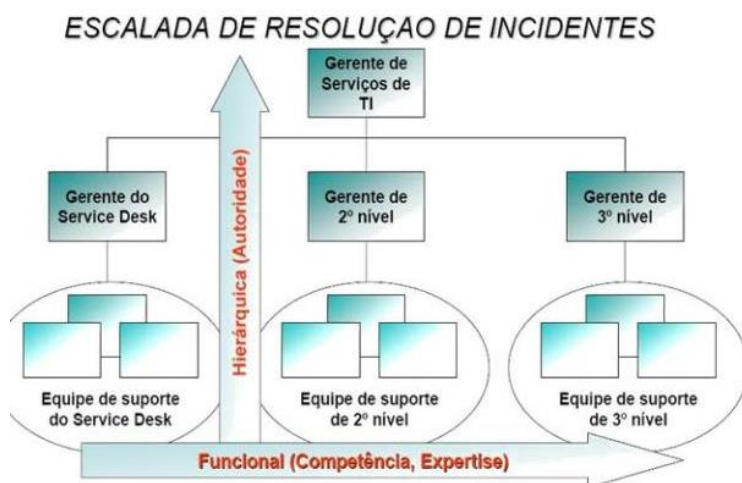 ESCALADA DE RESOLUÇAO DE INCIDENTES
Gerente de
Serviços de
TI
Gerente do
Service Desk
Gerente de
2º nível
Gerente de
3º nível
Hierárquica (Autoridade)
Equipe de suporte
do Service Desk
Equipe de suporte
de 2º nível
Equipe de suporte
de 3º nível
Funcional (Competência, Expertise)